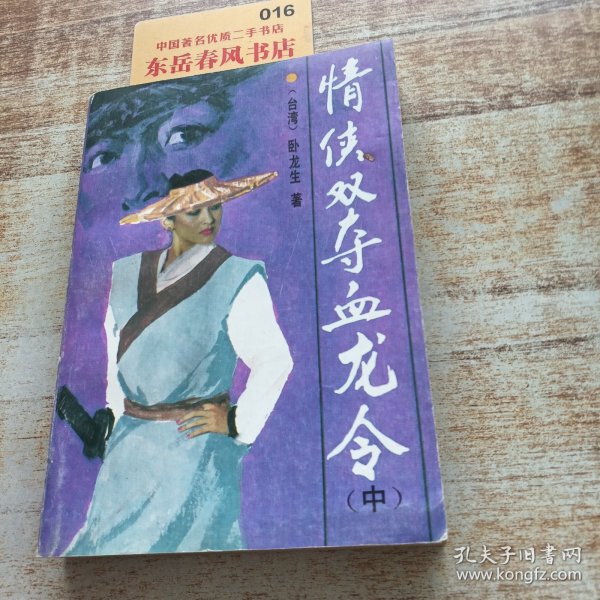 016
中国著名优质二手书店
东岳春风书店
情侠双夺血龙令
(中)
(台湾) 卧龙生 著
孔夫子旧书网
www.kongfz.com